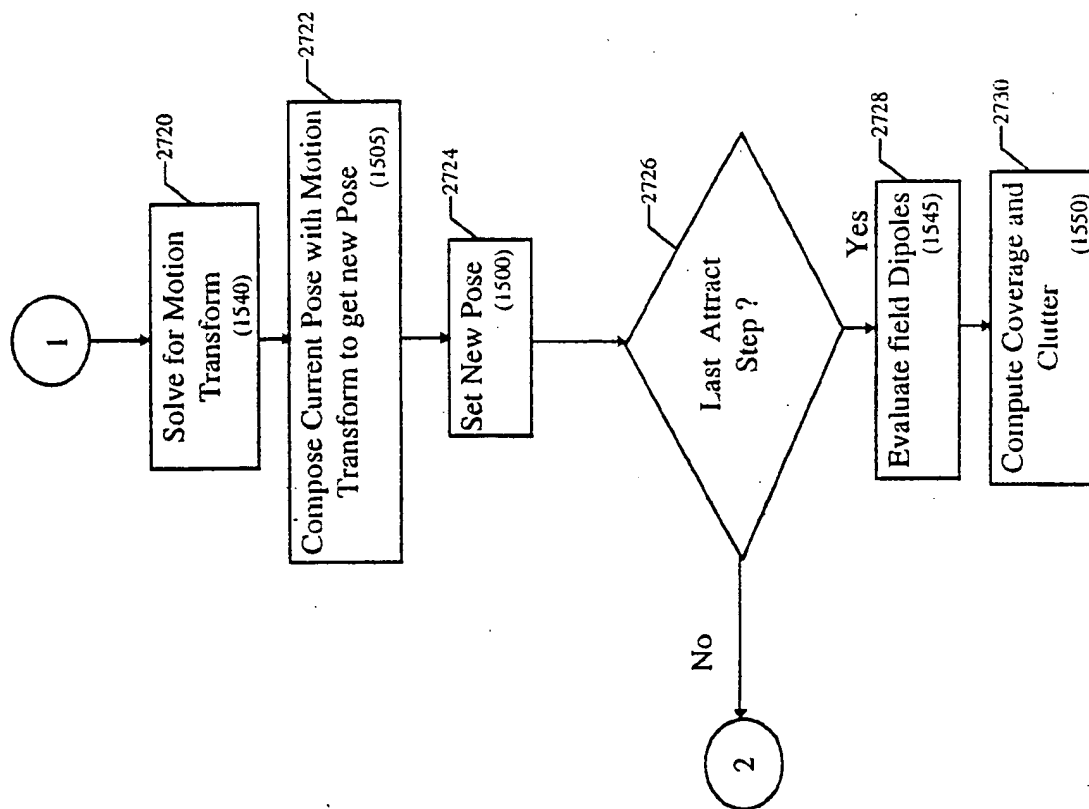 1
2720
Solve for Motion
Transform
(1540)
2722
Compose Current Pose with Motion
Transform to get new Pose
(1505)
2724
Set New Pose
(1500)
2726
Last Attract
Step ?
No
2
Yes
2728
Evaluate field Dipoles
(1545)
2730
Compute Coverage and
Clutter
(1550)